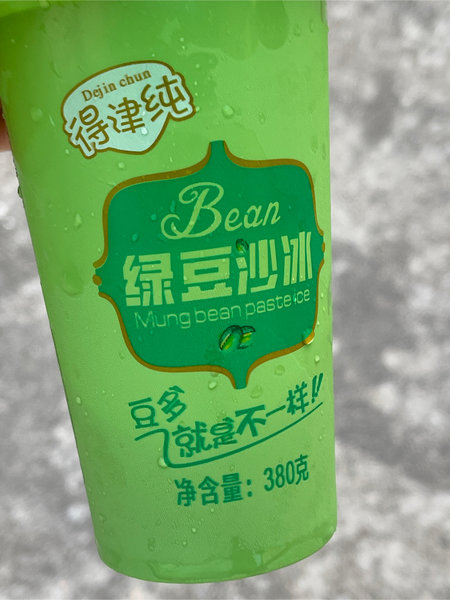 Dejin chun
得津纯
Bean
绿豆沙冰
Mung bean paste ice
豆多
就是不一样!!
净含量：380克